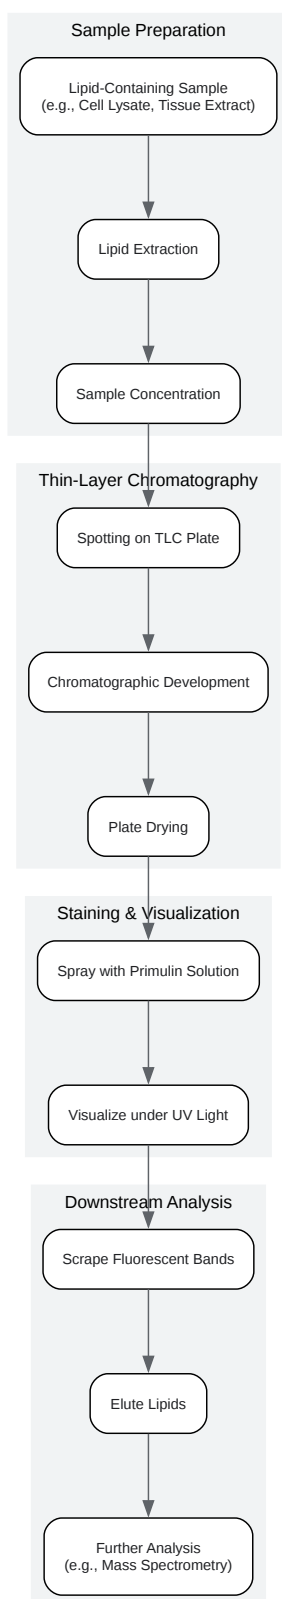 Sample Preparation
Lipid-Containing Sample
(e.g., Cell Lysate, Tissue Extract)
Lipid Extraction
Sample Concentration
Thin-Layer Chromatography
Spotting on TLC Plate
Chromatographic Development
Plate Drying
Staining & Visualization
Spray with Primulin Solution
Visualize under UV Light
Downstream Analysis
Scrape Fluorescent Bands
Elute Lipids
Further Analysis
(e.g., Mass Spectrometry)